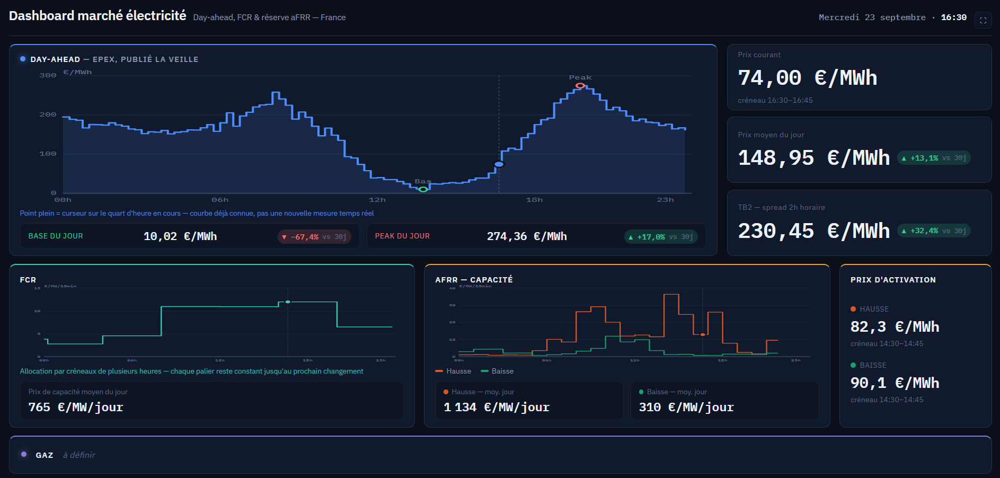 Dashboard marché électricité Day-ahead, FCR & réserve aFRR — France
Mercredi 23 septembre · 16:30
DAY-AHEAD — EPEX, PUBLIÉ LA VEILLE
€/MWh
300
200
100
0
Peak
Bas
00h 06h 12h 18h 23h
Point plein = curseur sur le quart d'heure en cours — courbe déjà connue, pas une nouvelle mesure temps réel
BASE DU JOUR 10,02 €/MWh ▼ −67,4% vs 30j
PEAK DU JOUR 274,36 €/MWh ▲ +17,0% vs 30j
Prix courant
74,00 €/MWh
créneau 16:30–16:45
Prix moyen du jour
148,95 €/MWh ▲ +13,1% vs 30j
TB2 — spread 2h horaire
230,45 €/MWh ▲ +32,4% vs 30j
FCR
€/MW/15min
15
10
5
0
00h 06h 12h 18h 23h
Allocation par créneaux de plusieurs heures — chaque palier reste constant jusqu'au prochain changement
Prix de capacité moyen du jour
765 €/MW/jour
AFRR — CAPACITÉ
€/MW/15min
40
30
20
10
0
00h 06h 12h 18h 23h
Hausse Baisse
Hausse — moy. jour
1 134 €/MW/jour
Baisse — moy. jour
310 €/MW/jour
PRIX D'ACTIVATION
HAUSSE
82,3 €/MWh
créneau 14:30–14:45
BAISSE
90,1 €/MWh
créneau 14:30–14:45
GAZ à définir